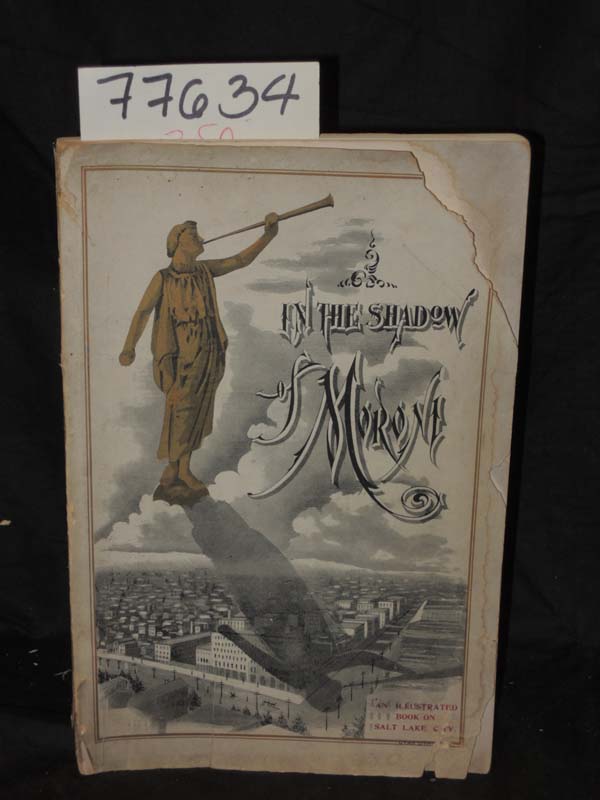 77634
IN THE SHADOW
of MORONI
AN ILLUSTRATED
BOOK ON
SALT LAKE CITY.